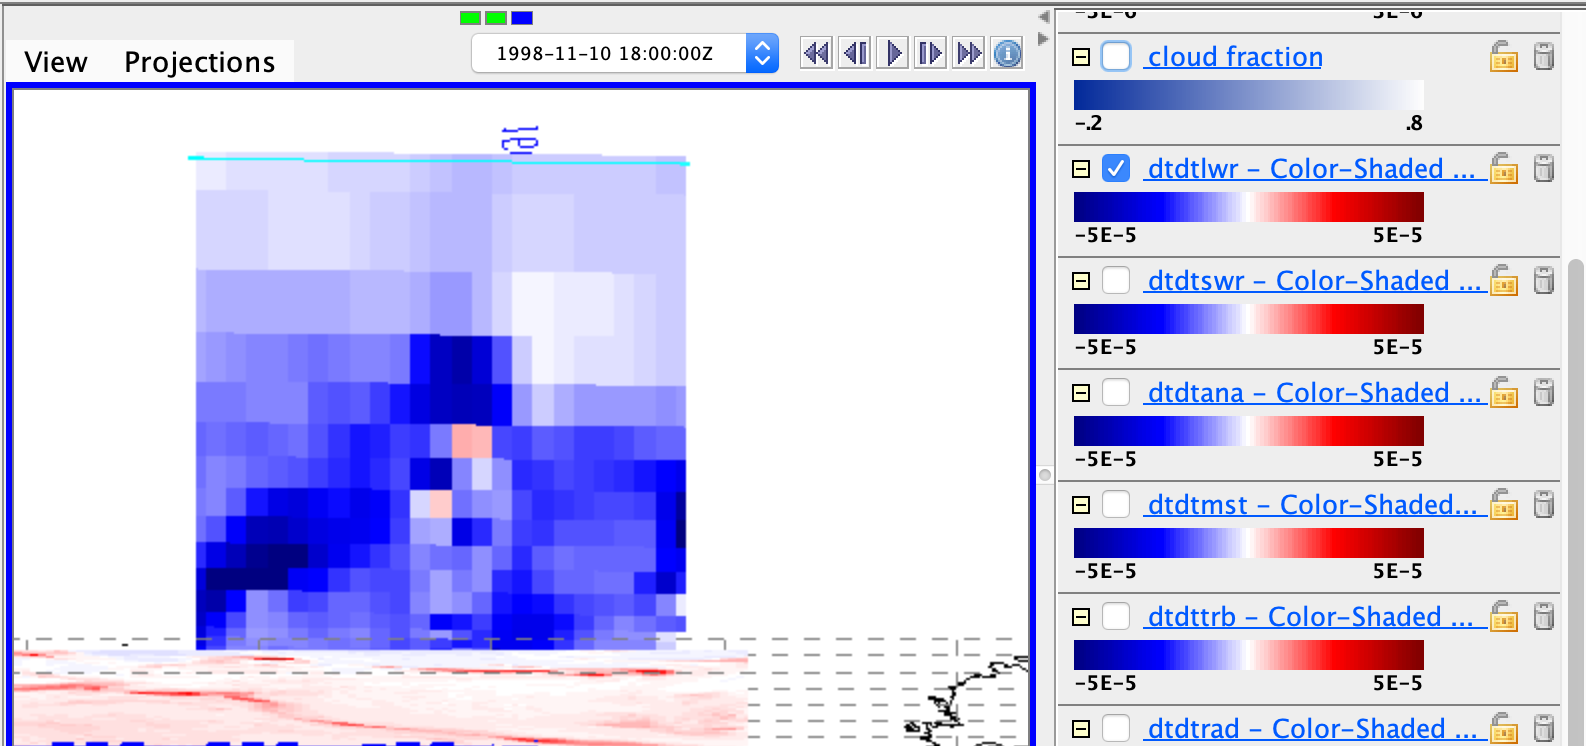 View Projections
1998-11-10 18:00:00Z
cloud fraction
-.2 .8
dtdtlwr - Color-Shaded ...
-5E-5 5E-5
dtdtswr - Color-Shaded ...
-5E-5 5E-5
dtdtana - Color-Shaded ...
-5E-5 5E-5
dtdtmst - Color-Shaded...
-5E-5 5E-5
dtdttrb - Color-Shaded ...
-5E-5 5E-5
dtdtrad - Color-Shaded ...